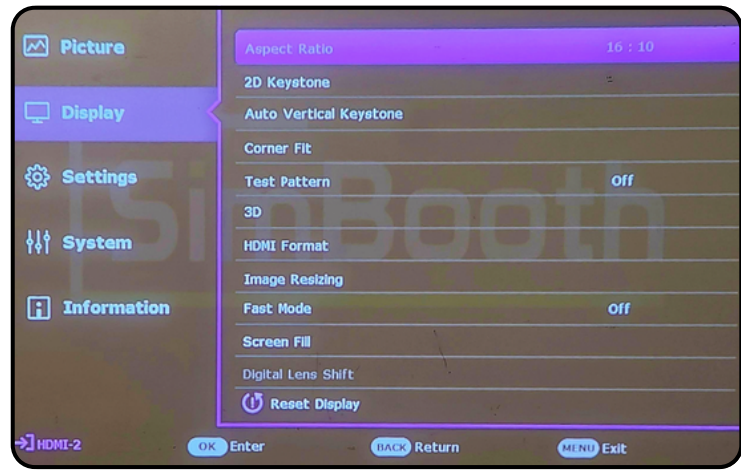 Picture
Display
Settings
System
Information
Aspect Ratio 16 : 10
2D Keystone
Auto Vertical Keystone
Corner Fit
Test Pattern Off
3D
HDMI Format
Image Resizing
Fast Mode Off
Screen Fill
Digital Lens Shift
Reset Display
SimBooth
HDMI-2
OK Enter
BACK Return
MENU Exit